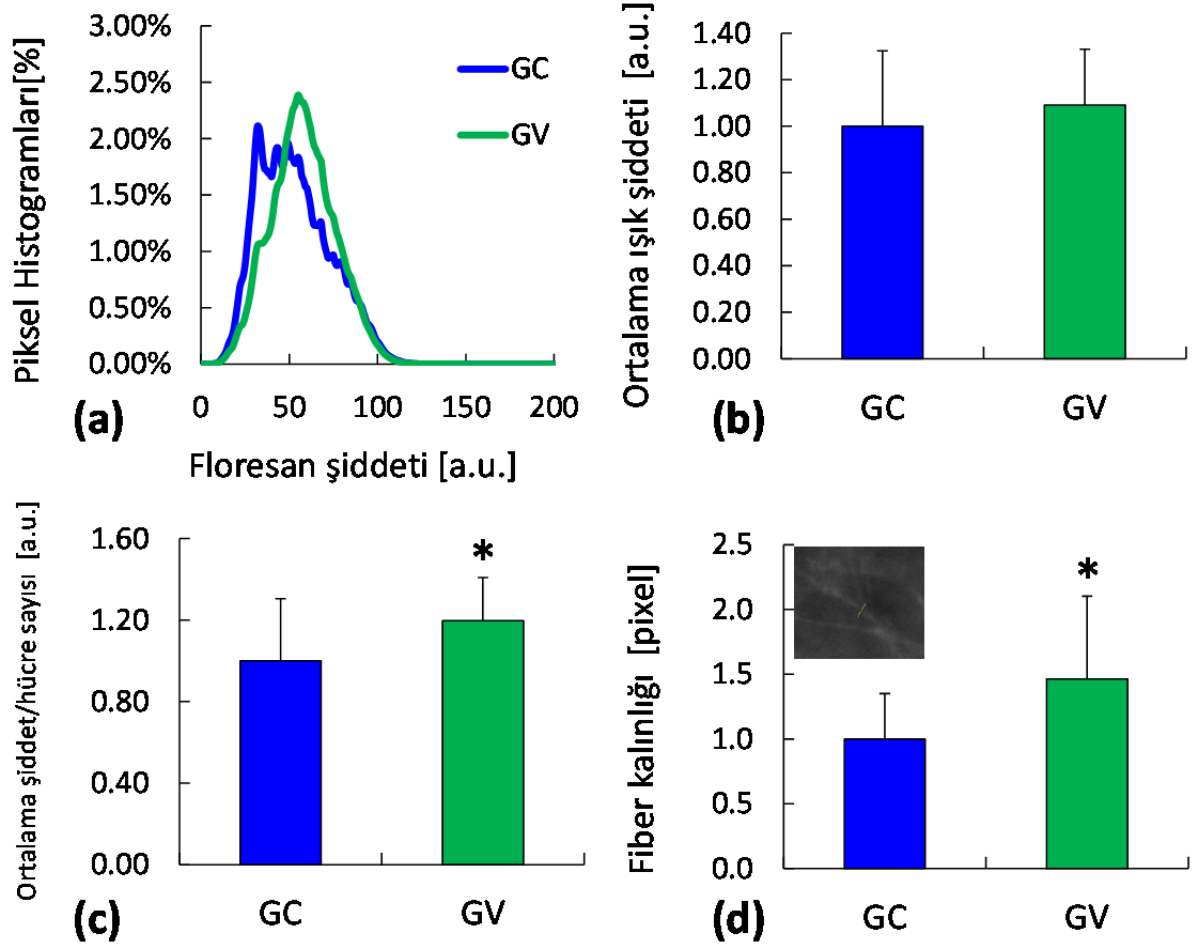 3.00%
2.50%
2.00%
1.50%
1.00%
0.50%
0.00%
Piksel Histogramları[%]
GC
GV
0 50 100 150 200
(a)
Floresan şiddeti [a.u.]
1.40
1.20
1.00
0.80
0.60
0.40
0.20
0.00
Ortalama ışık şiddeti [a.u.]
GC GV
(b)
1.60
1.20
0.80
0.40
0.00
Ortalama şiddet/hücre sayısı [a.u.]
*
GC GV
(c)
2.5
2.0
1.5
1.0
0.5
0.0
Fiber kalınlığı [pixel]
*
GC GV
(d)